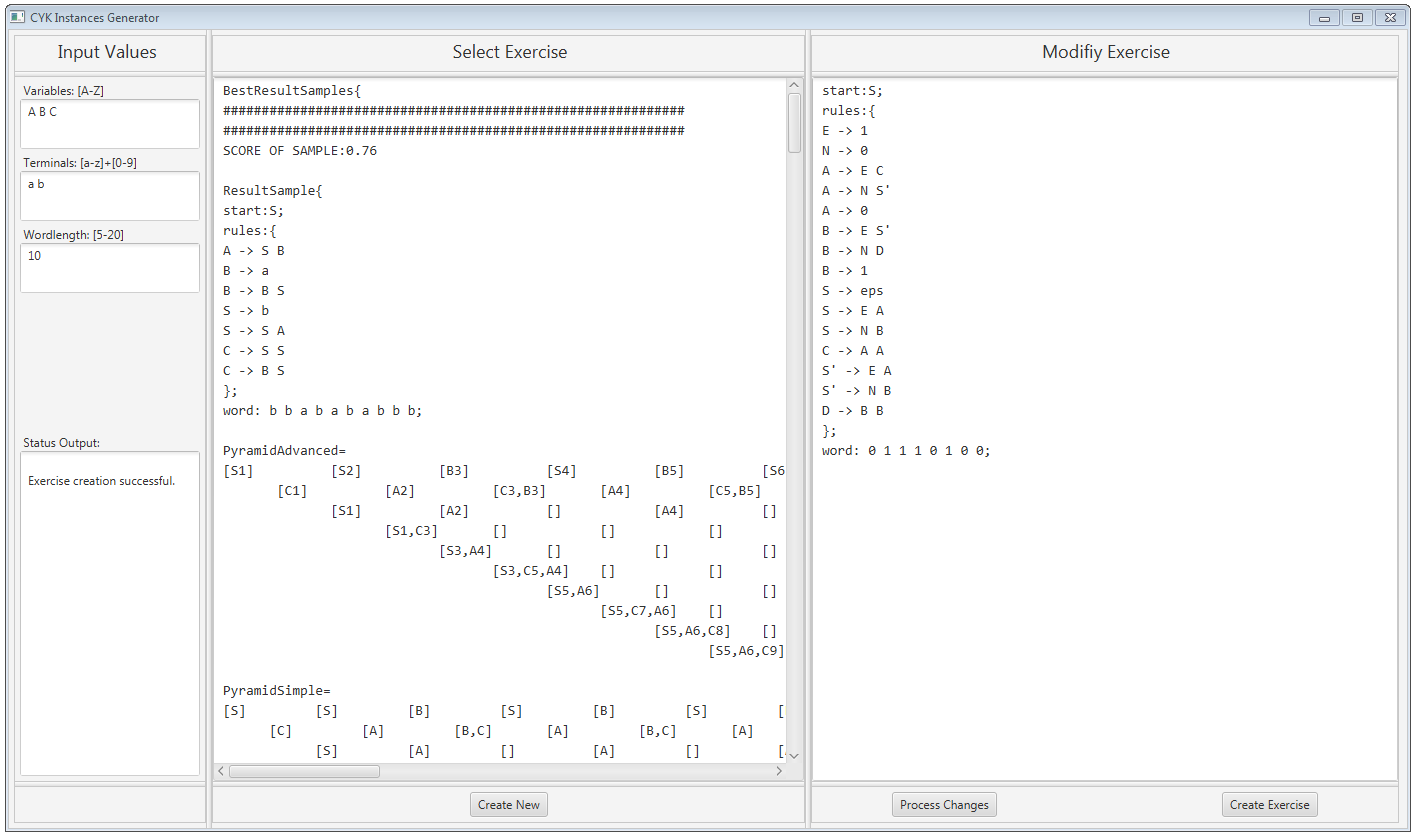 CYK Instances Generator
Input Values
Variables: [A-Z]
A B C
Terminals: [a-z]+[0-9]
a b
Wordlength: [5-20]
10
Status Output:
Exercise creation successful.
Select Exercise
BestResultSamples{
############################################################
############################################################
SCORE OF SAMPLE:0.76
ResultSample{
start:S;
rules:{
A -> S B
B -> a
B -> B S
S -> b
S -> S A
C -> S S
C -> B S
};
word: b b a b a b a b b b;
PyramidAdvanced=
[S1] [S2] [B3] [S4] [B5] [S6
[C1] [A2] [C3,B3] [A4] [C5,B5]
[S1] [A2] [] [A4] []
[S1,C3] [] [] []
[S3,A4] [] [] []
[S3,C5,A4] [] []
[S5,A6] [] []
[S5,C7,A6] []
[S5,A6,C8] []
[S5,A6,C9]
PyramidSimple=
[S] [S] [B] [S] [B] [S] [
[C] [A] [B,C] [A] [B,C] [A]
[S] [A] [] [A] [] [
Create New
Modifiy Exercise
start:S;
rules:{
E -> 1
N -> 0
A -> E C
A -> N S'
A -> 0
B -> E S'
B -> N D
B -> 1
S -> eps
S -> E A
S -> N B
C -> A A
S' -> E A
S' -> N B
D -> B B
};
word: 0 1 1 1 0 1 0 0;
Process Changes
Create Exercise